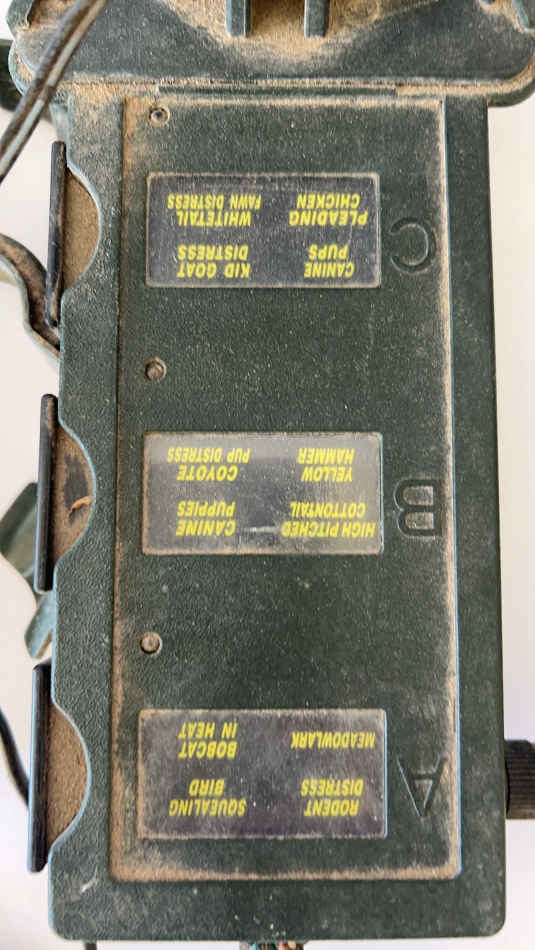 A
RODENT
DISTRESS
SQUEALING
BIRD
MEADOWLARK
BOBCAT
IN HEAT
B
HIGH PITCHED
COTTONTAIL
CANINE
PUPPIES
YELLOW
HAMMER
COYOTE
PUP DISTRESS
C
CANINE
PUPS
KID GOAT
DISTRESS
PLEADING
CHICKEN
WHITETAIL
FAWN DISTRESS